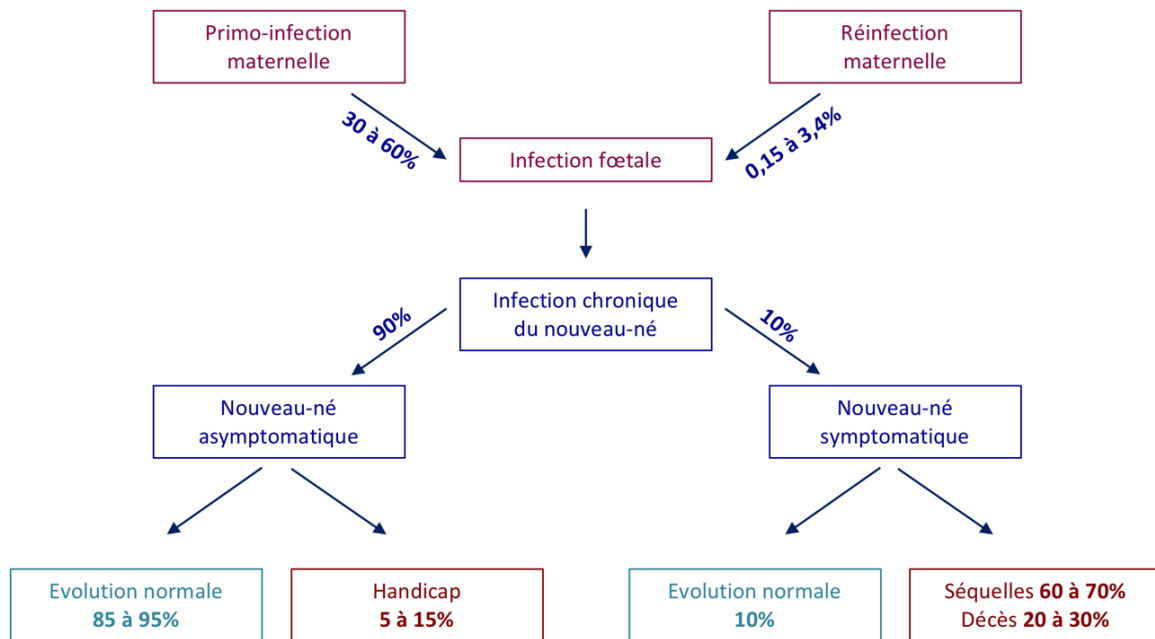 Primo-infection
maternelle
Réinfection
maternelle
30 à 60%
0,15 à 3,4%
Infection fœtale
Infection chronique
du nouveau-né
90%
10%
Nouveau-né
asymptomatique
Nouveau-né
symptomatique
Evolution normale
85 à 95%
Handicap
5 à 15%
Evolution normale
10%
Séquelles 60 à 70%
Décès 20 à 30%